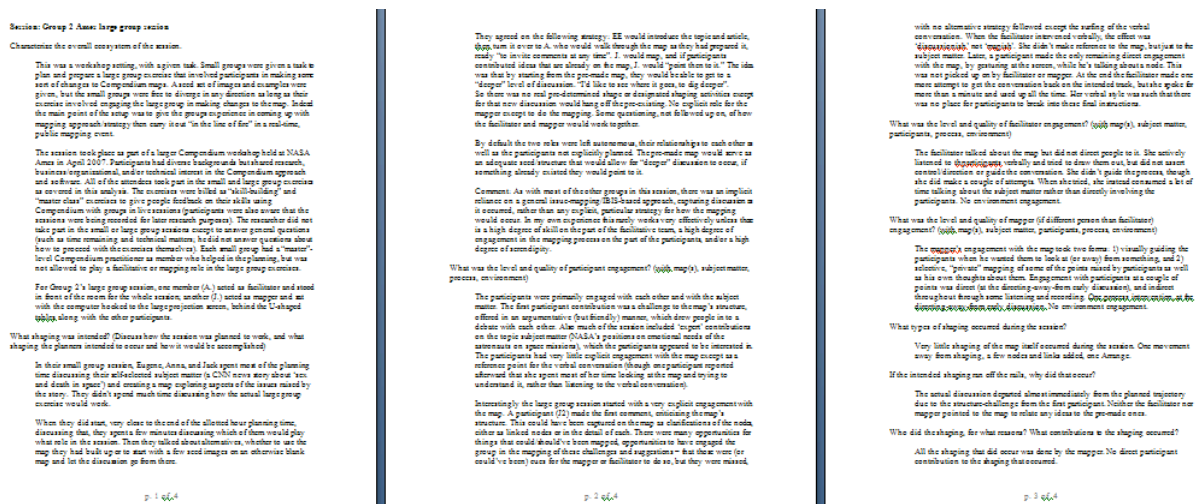 Session: Group 2 Ames large group session
Characterize the overall ecosystem of the session.
This was a workshop setting, with a given task. Small groups were given a task to
plan and prepare a large group exercise that involved participants in making some
sort of changes to Compendium maps. A seed set of images and examples were
given, but the small groups were free to diverge in any direction as long as their
exercise involved engaging the large group in making changes to the map. Indeed
the main point of the setup was to give the groups experience in coming up with
mapping approach/strategy then carry it out "in the line of fire" in a real-time,
public mapping event.
The session took place as part of a larger Compendium workshop held at NASA
Ames in April 2007. Participants had diverse backgrounds but shared research,
business/organizational, and/or technical interest in the Compendium approach
and software. All of the attendees took part in the small and large group exercises
as covered in this analysis. The exercises were billed as "skill-building" and
"master class" exercises to give people feedback on their skills using
Compendium with groups in live sessions (participants were also aware that the
sessions were being recorded for later research purposes). The researcher did not
take part in the small or large group sessions except to answer general questions
(such as time remaining and technical matters, he did not answer questions about
how to proceed with the exercises themselves). Each small group had a "master"-
level Compendium practitioner as member who helped in the planning, but was
not allowed to play a facilitative or mapping role in the large group exercises.
For Group 2's large group session, one member (A.) acted as facilitator and stood
in front of the room for the whole session; another (J.) acted as mapper and sat
with the computer hooked to the large projection screen, behind the U-shaped
tables along with the other participants.
What shaping was intended? (Discuss how the session was planned to work, and what
shaping the planners intended to occur and how it would be accomplished)
In their small group session, Eugene, Anna, and Jack spent most of the planning
time discussing their self-selected subject matter (a CNN news story about 'sex
and death in space') and creating a map exploring aspects of the issues raised by
the story. They didn't spend much time discussing how the actual large group
exercise would work.
When they did start, very close to the end of the allotted hour planning time,
discussing that, they spent a few minutes discussing which of them would play
what role in the session. Then they talked about alternatives, whether to use the
map they had built up or to start with a few seed images on an otherwise blank
map and let the discussion go from there.
p. 1 of 4
They agreed on the following strategy: EE would introduce the topic and article,
then turn it over to A. who would walk through the map as they had prepared it,
ready "to invite comments at any time". J. would map, and if participants
contributed ideas that are already on the map, J. would "point them to it." The idea
was that by starting from the pre-made map, they would be able to get to a
"deeper" level of discussion. "I'd like to see where it goes, to dig deeper".
So there was no real pre-determined shape or designated shaping activities except
for that new discussion would hang off the pre-existing. No explicit role for the
mapper except to do the mapping. Some questioning, not followed up on, of how
the facilitator and mapper would work together.
By default the two roles were left autonomous, their relationships to each other as
well as the participants not explicitly planned. The pre-made map would serve as
an adequate seed structure that would allow for "deeper" discussion to occur, if
something already existed they would point to it.
Comment: As with most of the other groups in this session, there was an implicit
reliance on a general issue-mapping/IBIS-based approach, capturing discussion as
it occurred, rather than any explicit, particular strategy for how the mapping
would occur. In my own experience this rarely works very effectively unless there
is a high degree of skill on the part of the facilitative team, a high degree of
engagement in the mapping process on the part of the participants, and/or a high
degree of serendipity.
What was the level and quality of participant engagement? (with map(s), subject matter,
process, environment)
The participants were primarily engaged with each other and with the subject
matter. The first participant contribution was a challenge to the map's structure,
offered in an argumentative (but friendly) manner, which drew people in to a
debate with each other. Also much of the session included 'expert' contributions
on the topic subject matter (NASA's positions on emotional needs of the
astronauts on space missions), which the participants appeared to be interested in.
The participants had very little explicit engagement with the map except as a
reference point for the verbal conversation (though one participant reported
afterward that she spent most of her time looking at the map and trying to
understand it, rather than listening to the verbal conversation).
Interestingly the large group session started with a very explicit engagement with
the map. A participant (J2) made the first comment, criticizing the map's
structure. This could have been captured on the map as clarifications of the nodes,
either as linked nodes or in the detail of each. There were many opportunities for
things that could/should've been mapped, opportunities to have engaged the
group in the mapping of these challenges and suggestions – that those were (or
could've been) cues for the mapper or facilitator to do so, but they were missed,
p. 2 of 4
with no alternative strategy followed except the surfing of the verbal
conversation. When the facilitator intervened verbally, the effect was
'discussionish' not 'mapish'. She didn't make reference to the map, but just to the
subject matter. Later, a participant made the only remaining direct engagement
with the map, by gesturing at the screen, while he's talking about a node. This
was not picked up on by facilitator or mapper. At the end the facilitator made one
more attempt to get the conversation back on the intended track, but she spoke for
more than a minute and used up all the time. Her verbal style was such that there
was no place for participants to break into these final instructions.
What was the level and quality of facilitator engagement? (with map(s), subject matter,
participants, process, environment)
The facilitator talked about the map but did not direct people to it. She actively
listened to the participants verbally and tried to draw them out, but did not assert
control/direction or guide the conversation. She didn't guide the process, though
she did make a couple of attempts. When she tried, she instead consumed a lot of
time talking about the subject matter rather than directly involving the
participants. No environment engagement.
What was the level and quality of mapper (if different person than facilitator)
engagement? (with map(s), subject matter, participants, process, environment)
The mapper's engagement with the map took two forms: 1) visually guiding the
participants when he wanted them to look at (or away) from something, and 2)
selective, "private" mapping of some of the points raised by participants as well
as his own thoughts about them. Engagement with participants at a couple of
points was direct (at the directing-away-from early discussion), and indirect
throughout through some listening and recording. One process intervention, at the
directing-away-from early discussion. No environment engagement.
What types of shaping occurred during the session?
Very little shaping of the map itself occurred during the session. One movement
away from shaping, a few nodes and links added, one Arrange.
If the intended shaping ran off the rails, why did that occur?
The actual discussion departed almost immediately from the planned trajectory
due to the structure-challenge from the first participant. Neither the facilitator nor
mapper pointed to the map to relate any ideas to the pre-made ones.
Who did the shaping, for what reasons? What contributions to the shaping occurred?
All the shaping that did occur was done by the mapper. No direct participant
contribution to the shaping that occurred.
p. 3 of 4